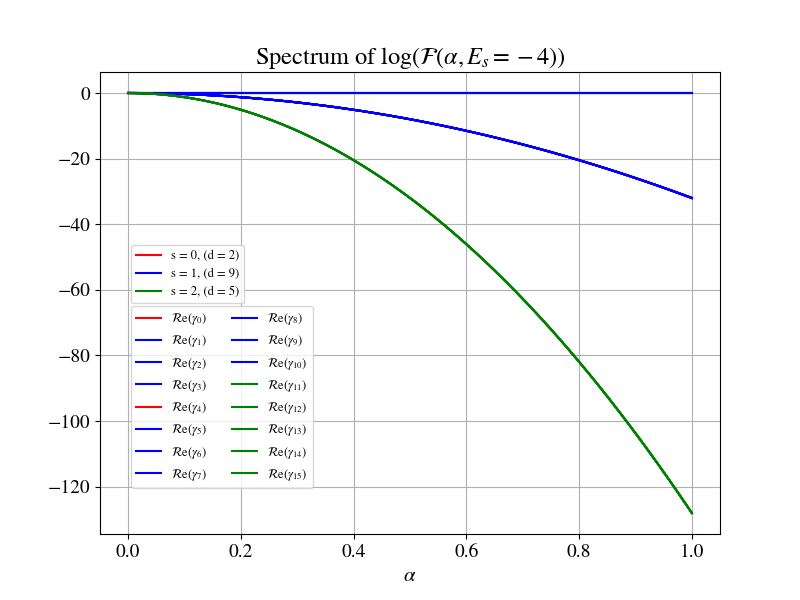 Spectrum of log(ℱ(α, E_s = −4))
0
−20
−40
−60
−80
−100
−120
s = 0, (d = 2)
s = 1, (d = 9)
s = 2, (d = 5)
ℛe(γ₀) ℛe(γ₈)
ℛe(γ₁) ℛe(γ₉)
ℛe(γ₂) ℛe(γ₁₀)
ℛe(γ₃) ℛe(γ₁₁)
ℛe(γ₄) ℛe(γ₁₂)
ℛe(γ₅) ℛe(γ₁₃)
ℛe(γ₆) ℛe(γ₁₄)
ℛe(γ₇) ℛe(γ₁₅)
0.0 0.2 0.4 0.6 0.8 1.0
α